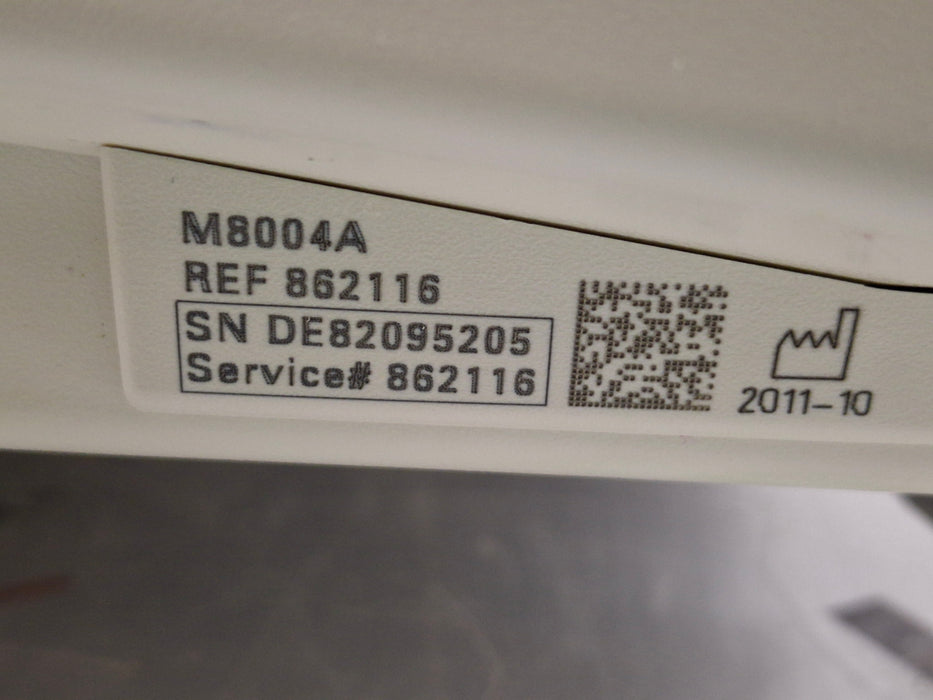 M8004A
REF 862116
SN DE82095205
Service# 862116
2011-10